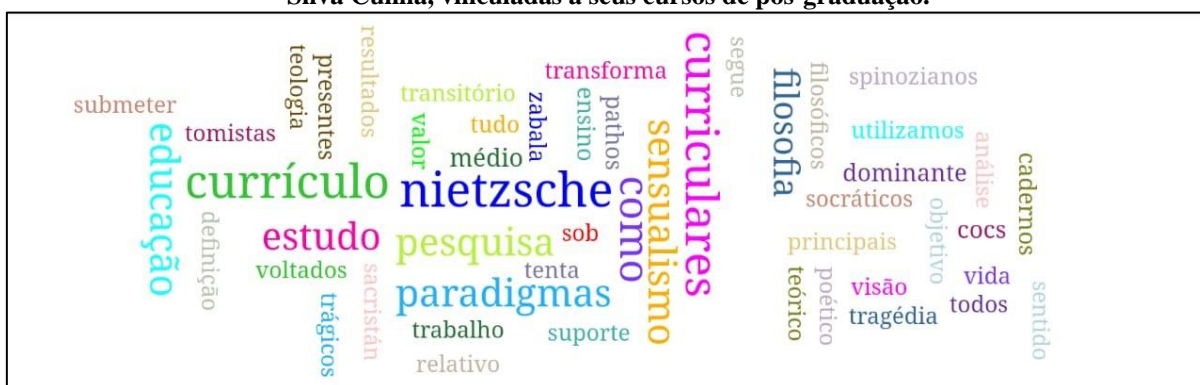 Silva Cunha, vinculadas a seus cursos de pós-graduação.
submeter
tomistas
educação
teologia
presentes
resultados
currículo
definição
estudo
voltados
trágicos
sacristán
transitório
valor
tudo
médio
zabala
transforma
ensino
pathos
nietzsche
pesquisa
sob
tenta
paradigmas
trabalho
suporte
relativo
como
sensualismo
curriculares
segue
filosofia
filosóficos
spinozianos
utilizamos
dominante
análise
socráticos
cadernos
principais
objetivo
cocs
teórico
poético
visão
vida
tragédia
todos
sentido